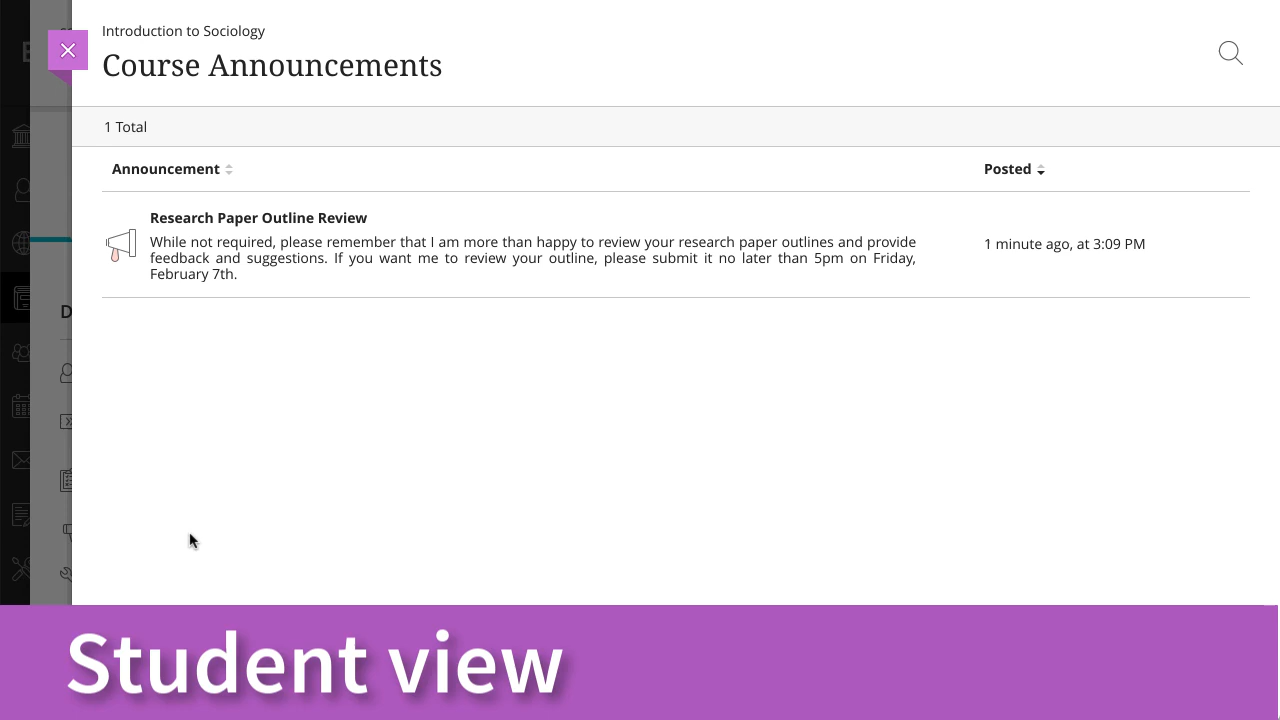 Introduction to Sociology
Course Announcements
1 Total
Announcement
Posted
Research Paper Outline Review
While not required, please remember that I am more than happy to review your research paper outlines and provide
feedback and suggestions. If you want me to review your outline, please submit it no later than 5pm on Friday,
February 7th.
1 minute ago, at 3:09 PM
D
Student view